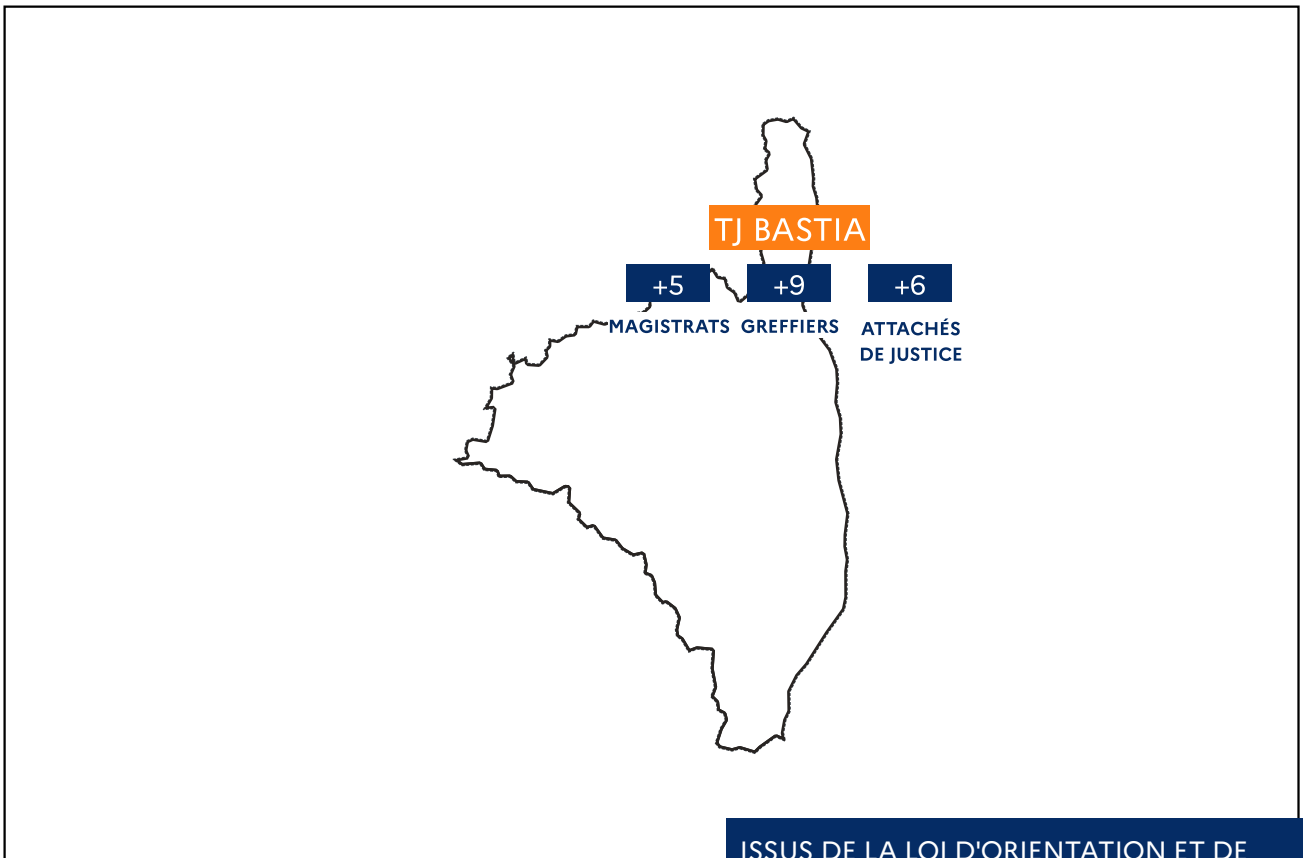 TJ BASTIA
+5 +9 +6
MAGISTRATS GREFFIERS ATTACHÉS
DE JUSTICE
ISSUS DE LA LOI D'ORIENTATION ET DE